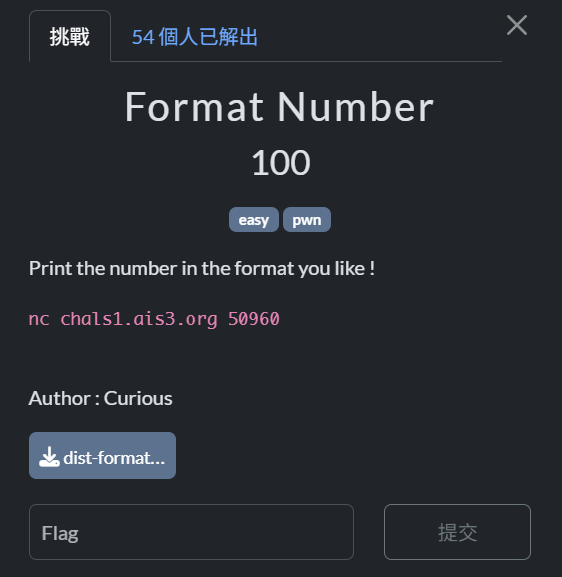 挑戰
54 個人已解出
Format Number
100
easy pwn
Print the number in the format you like !
nc chals1.ais3.org 50960
Author : Curious
dist-format...
Flag
提交